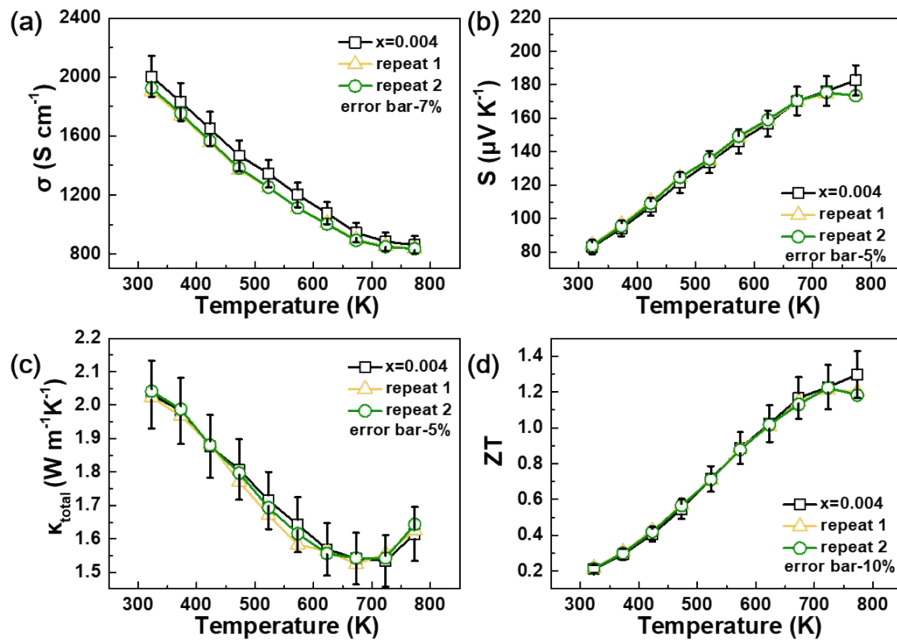 (a)
2400
2000
1600
1200
800
σ (S cm⁻¹)
x=0.004
repeat 1
repeat 2
error bar-7%
300 400 500 600 700 800
Temperature (K)
(b)
220
200
180
160
140
120
100
80
S (µV K⁻¹)
x=0.004
repeat 1
repeat 2
error bar-5%
300 400 500 600 700 800
Temperature (K)
(c)
2.2
2.1
2.0
1.9
1.8
1.7
1.6
1.5
κtotal (W m⁻¹K⁻¹)
x=0.004
repeat 1
repeat 2
error bar-5%
300 400 500 600 700 800
Temperature (K)
(d)
1.4
1.2
1.0
0.8
0.6
0.4
0.2
ZT
x=0.004
repeat 1
repeat 2
error bar-10%
300 400 500 600 700 800
Temperature (K)